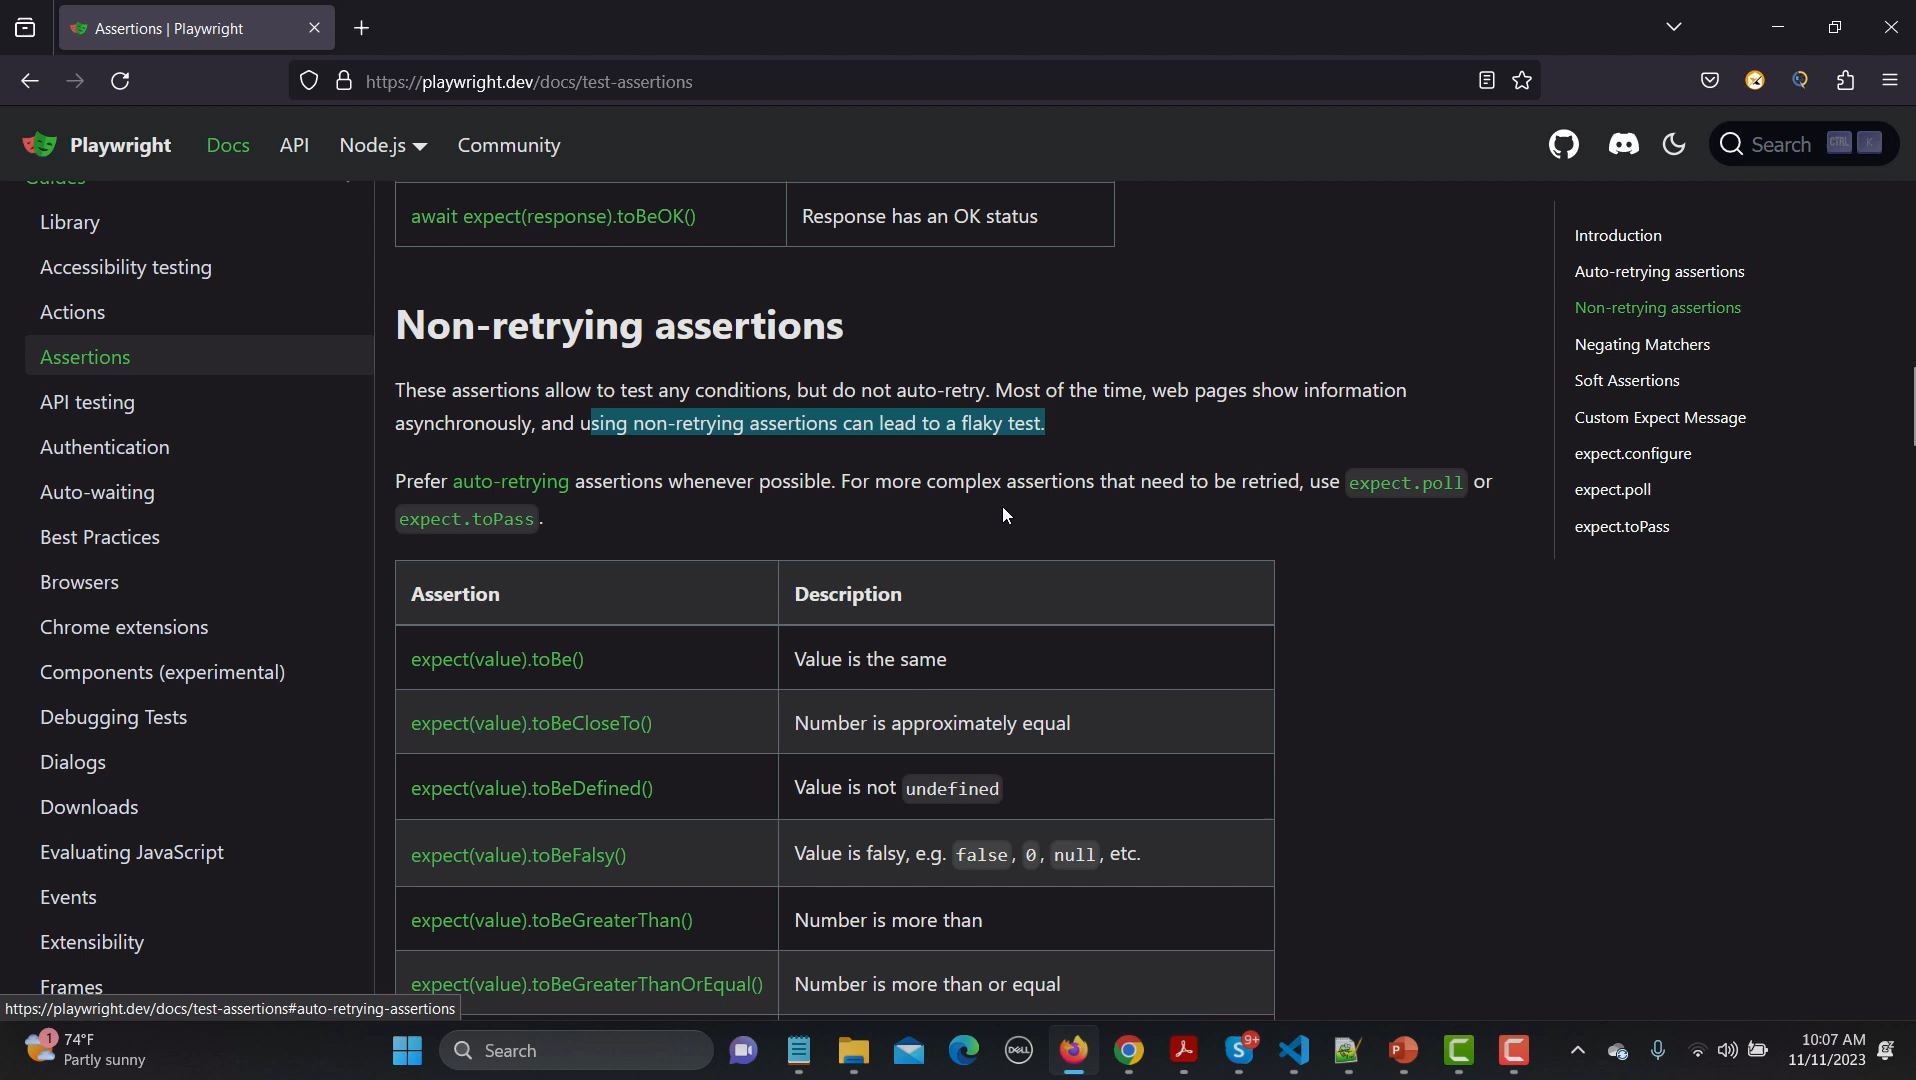 Assertions | Playwright
https://playwright.dev/docs/test-assertions
Playwright
Docs
API
Node.js
Community
Search
CTRL
K
Guides
Library
Accessibility testing
Actions
Assertions
API testing
Authentication
Auto-waiting
Best Practices
Browsers
Chrome extensions
Components (experimental)
Debugging Tests
Dialogs
Downloads
Evaluating JavaScript
Events
Extensibility
Frames
await expect(response).toBeOK()
Response has an OK status
Non-retrying assertions
These assertions allow to test any conditions, but do not auto-retry. Most of the time, web pages show information
asynchronously, and using non-retrying assertions can lead to a flaky test.
Prefer auto-retrying assertions whenever possible. For more complex assertions that need to be retried, use expect.poll or
expect.toPass.
Assertion
Description
expect(value).toBe()
Value is the same
expect(value).toBeCloseTo()
Number is approximately equal
expect(value).toBeDefined()
Value is not undefined
expect(value).toBeFalsy()
Value is falsy, e.g. false, 0, null, etc.
expect(value).toBeGreaterThan()
Number is more than
expect(value).toBeGreaterThanOrEqual()
Number is more than or equal
Introduction
Auto-retrying assertions
Non-retrying assertions
Negating Matchers
Soft Assertions
Custom Expect Message
expect.configure
expect.poll
expect.toPass
https://playwright.dev/docs/test-assertions#auto-retrying-assertions
1
74°F
Partly sunny
Search
DELL
9+
10:07 AM
11/11/2023